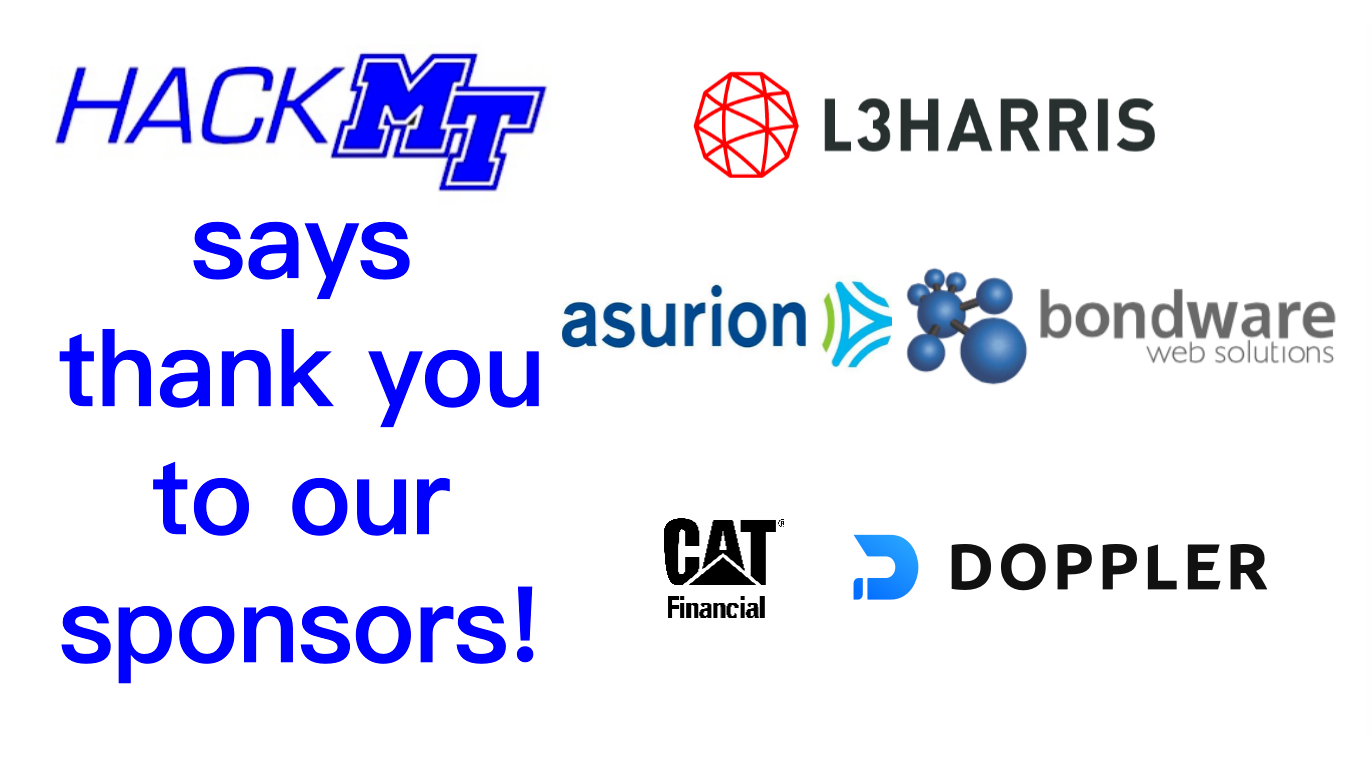 HACKMT
says
thank you
to our
sponsors!
L3HARRIS
asurion
bondware
web solutions
CAT®
Financial
DOPPLER